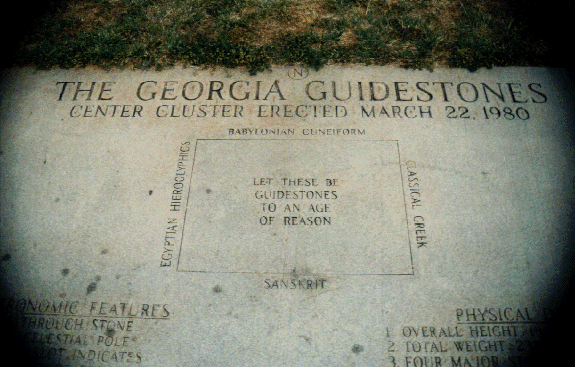 N
THE GEORGIA GUIDESTONES
CENTER CLUSTER ERECTED MARCH 22, 1980
BABYLONIAN CUNEIFORM
EGYPTIAN HIEROGLYPHICS
LET THESE BE
GUIDESTONES
TO AN AGE
OF REASON
CLASSICAL GREEK
SANSKRIT
FEATURES
THROUGH STONE
POLE
INDICATES
PHYSICAL
1. OVERALL HEIGHT
2. TOTAL WEIGHT
3. FOUR MAJOR